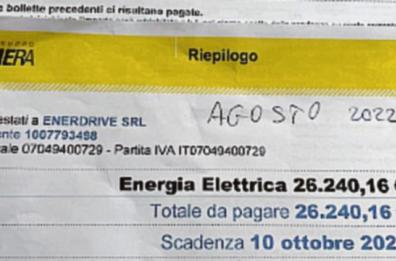 e bollette precedenti ci risultano pagate.
GRUPPO
HERA
Riepilogo
AGOSTO 2022
estati a ENERDRIVE SRL
ente 1007793498
ale 07049400729 - Partita IVA IT07049400729
Energia Elettrica 26.240,16
Totale da pagare 26.240,16
Scadenza 10 ottobre 202